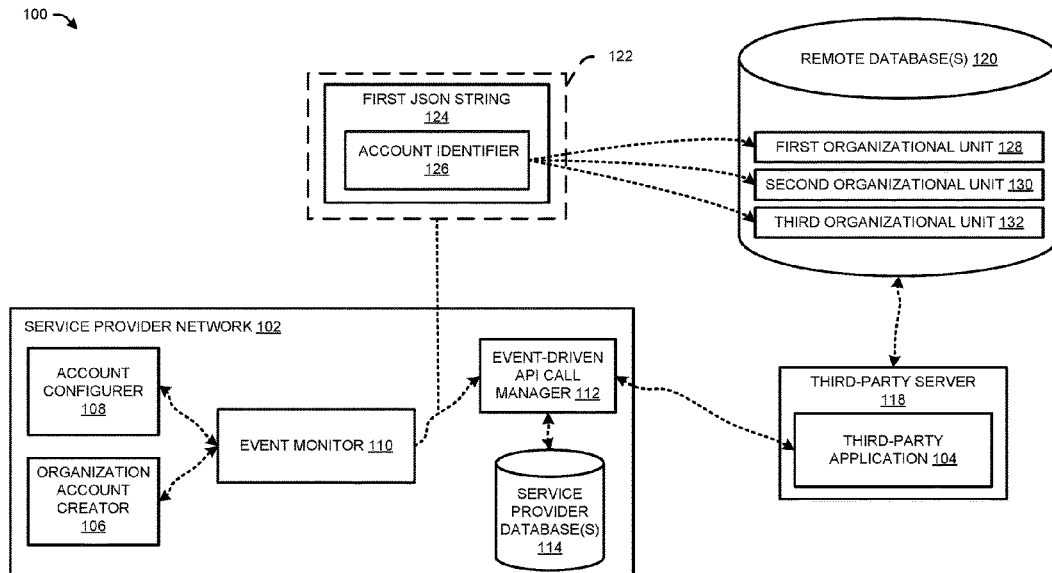 100
122
FIRST JSON STRING
124
ACCOUNT IDENTIFIER
126
REMOTE DATABASE(S) 120
FIRST ORGANIZATIONAL UNIT 128
SECOND ORGANIZATIONAL UNIT 130
THIRD ORGANIZATIONAL UNIT 132
SERVICE PROVIDER NETWORK 102
ACCOUNT
CONFIGURER
108
ORGANIZATION
ACCOUNT
CREATOR
106
EVENT MONITOR 110
EVENT-DRIVEN
API CALL
MANAGER 112
SERVICE
PROVIDER
DATABASE(S)
114
THIRD-PARTY SERVER
118
THIRD-PARTY
APPLICATION 104